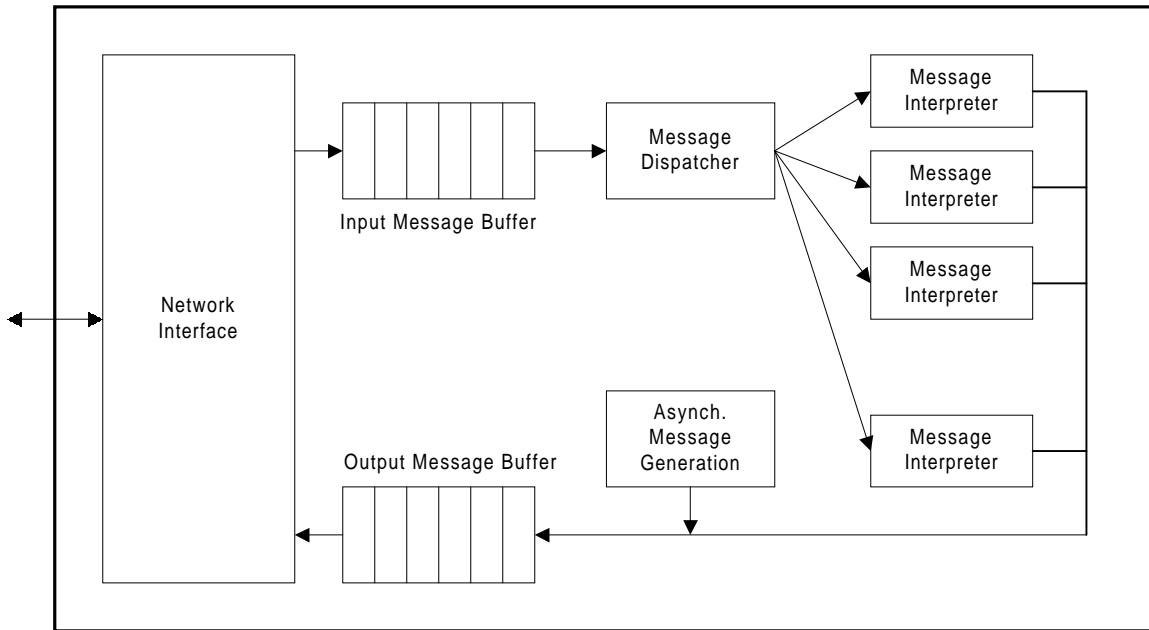 Network
Interface
Input Message Buffer
Message
Dispatcher
Message
Interpreter
Message
Interpreter
Message
Interpreter
Message
Interpreter
Asynch.
Message
Generation
Output Message Buffer